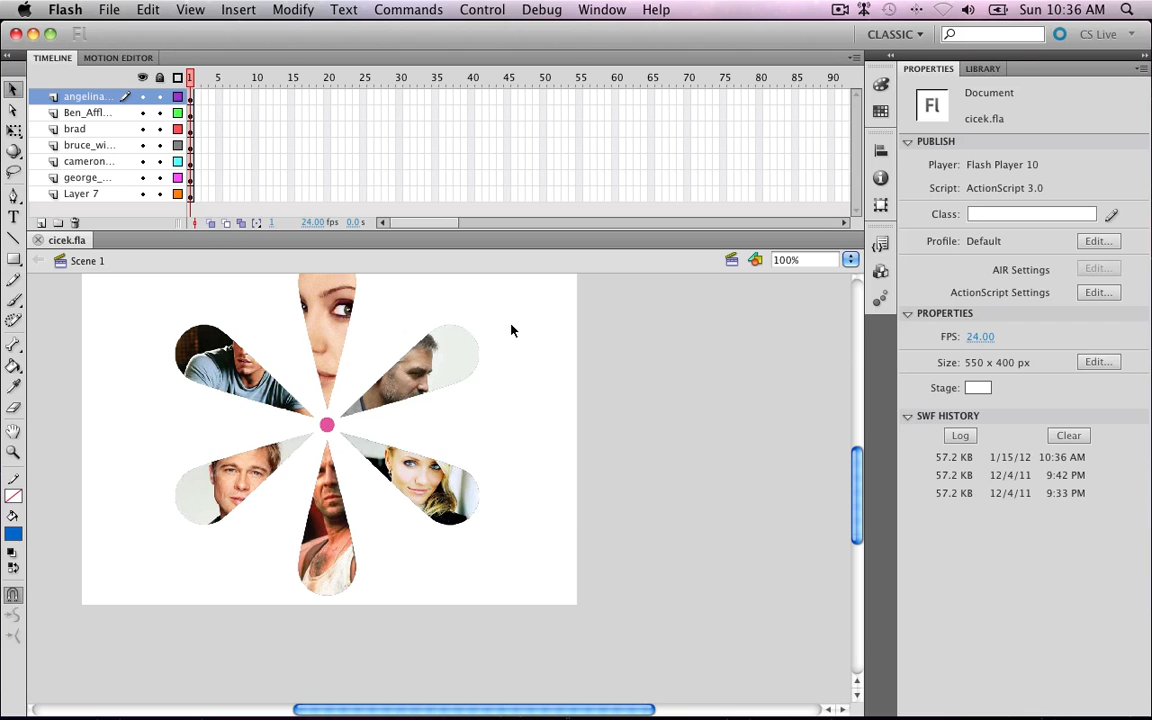 Flash File Edit View Insert Modify Text Commands Control Debug Window Help Sun 10:36 AM
Fl CLASSIC CS Live
TIMELINE MOTION EDITOR
PROPERTIES LIBRARY
1 5 10 15 20 25 30 35 40 45 50 55 60 65 70 75 80 85 90
angelina...
Ben_Affl...
brad
bruce_wi...
cameron...
george_...
Layer 7
1 24.00 fps 0.0 s
cicek.fla
Scene 1 100%
Fl
Document
cicek.fla
PUBLISH
Player: Flash Player 10
Script: ActionScript 3.0
Class:
Profile: Default Edit...
AIR Settings Edit...
ActionScript Settings Edit...
PROPERTIES
FPS: 24.00
Size: 550 x 400 px Edit...
Stage:
SWF HISTORY
Log Clear
57.2 KB 1/15/12 10:36 AM
57.2 KB 12/4/11 9:42 PM
57.2 KB 12/4/11 9:33 PM